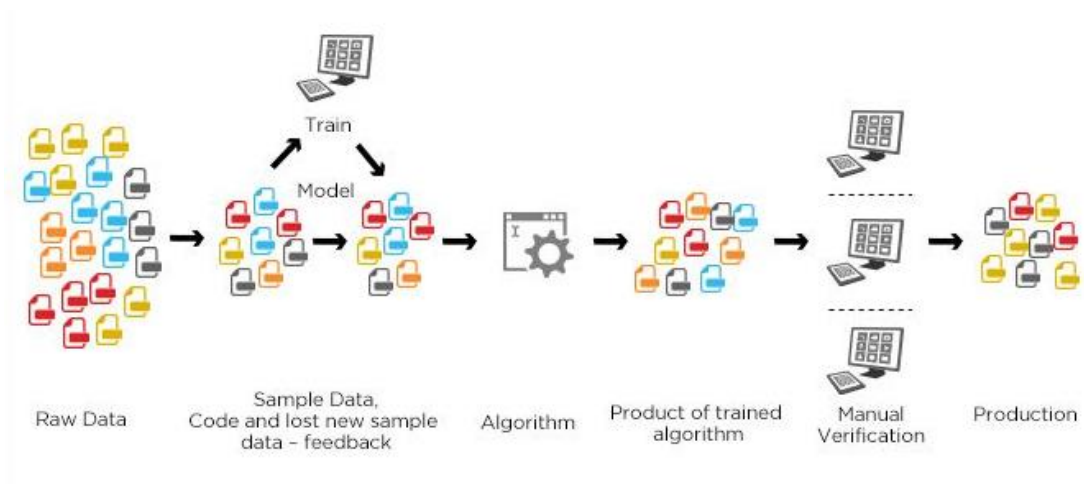 Train
Model
Raw Data
Sample Data,
Code and lost new sample
data – feedback
Algorithm
Product of trained
algorithm
Manual
Verification
Production